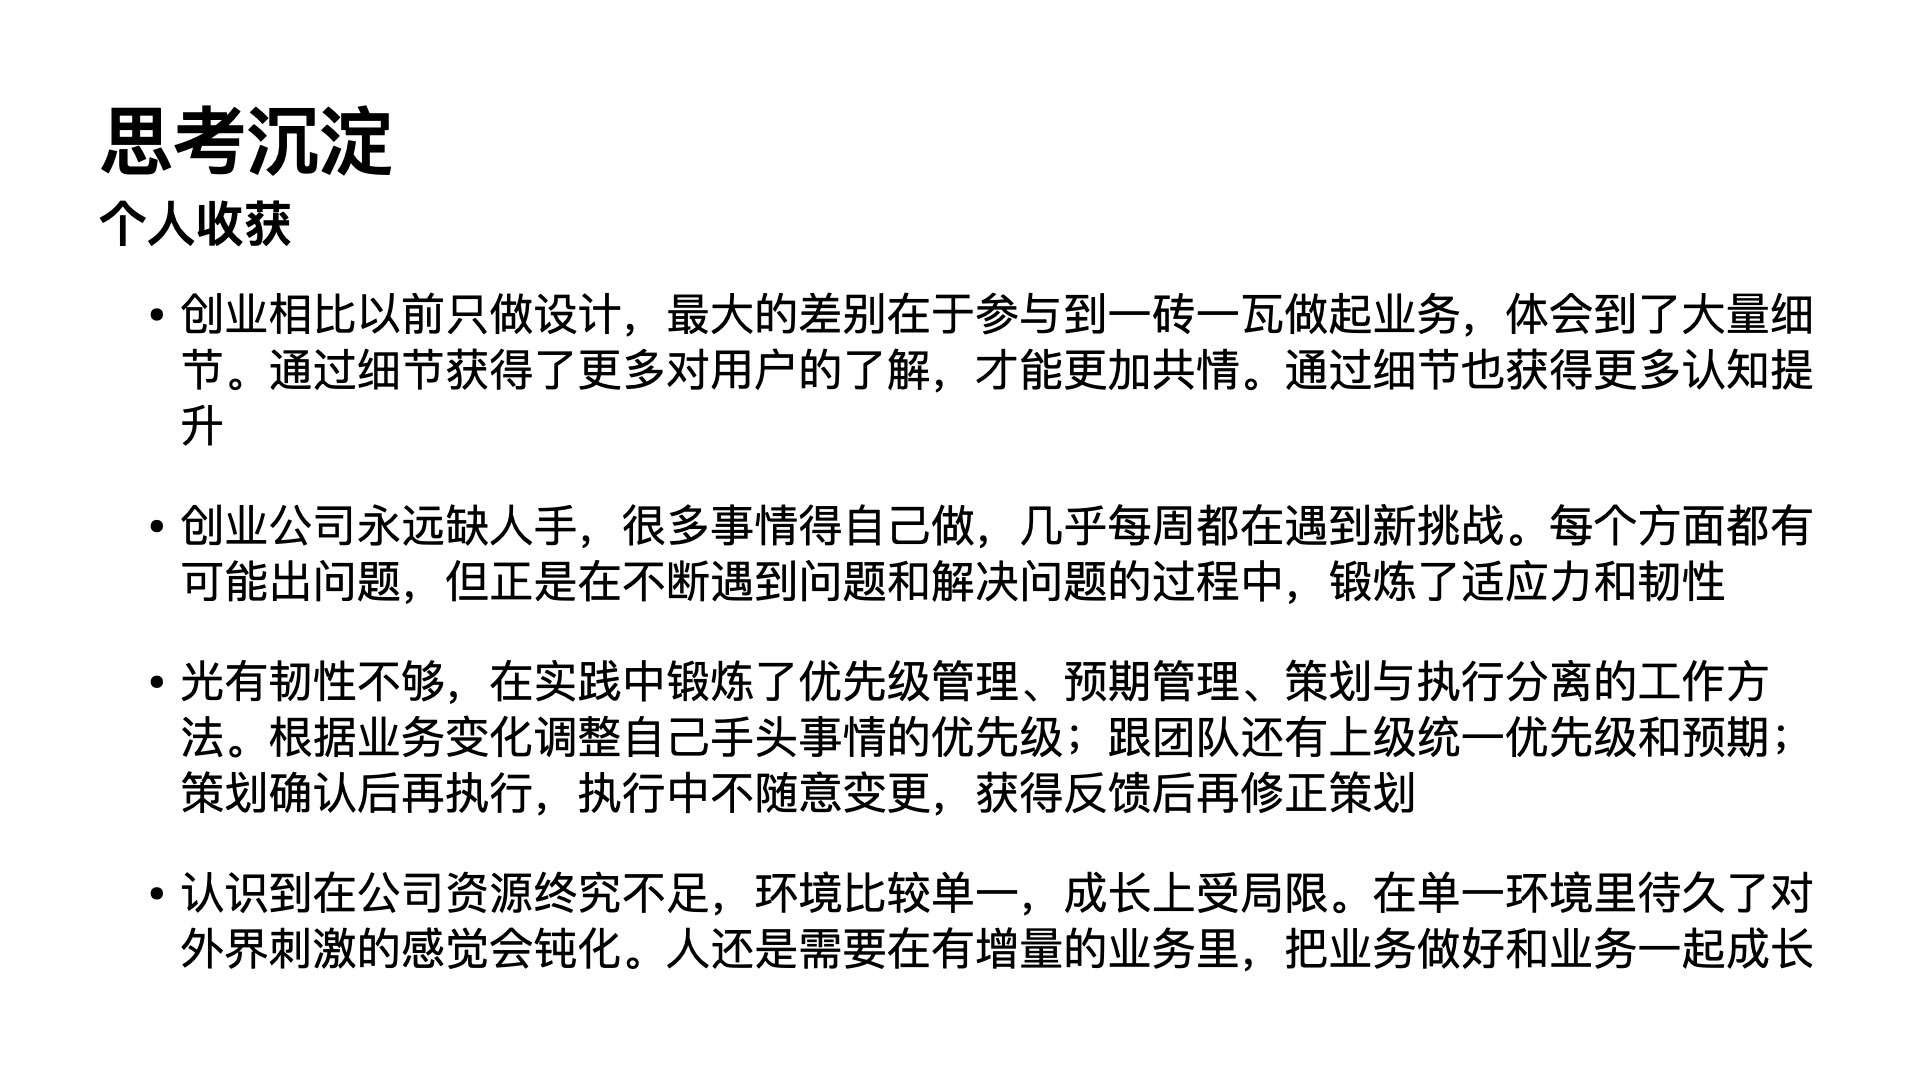 思考沉淀
个人收获
• 创业相比以前只做设计，最大的差别在于参与到一砖一瓦做起业务，体会到了大量细
节。通过细节获得了更多对用户的了解，才能更加共情。通过细节也获得更多认知提
升
• 创业公司永远缺人手，很多事情得自己做，几乎每周都在遇到新挑战。每个方面都有
可能出问题，但正是在不断遇到问题和解决问题的过程中，锻炼了适应力和韧性
• 光有韧性不够，在实践中锻炼了优先级管理、预期管理、策划与执行分离的工作方
法。根据业务变化调整自己手头事情的优先级；跟团队还有上级统一优先级和预期；
策划确认后再执行，执行中不随意变更，获得反馈后再修正策划
• 认识到在公司资源终究不足，环境比较单一，成长上受局限。在单一环境里待久了对
外界刺激的感觉会钝化。人还是需要在有增量的业务里，把业务做好和业务一起成长